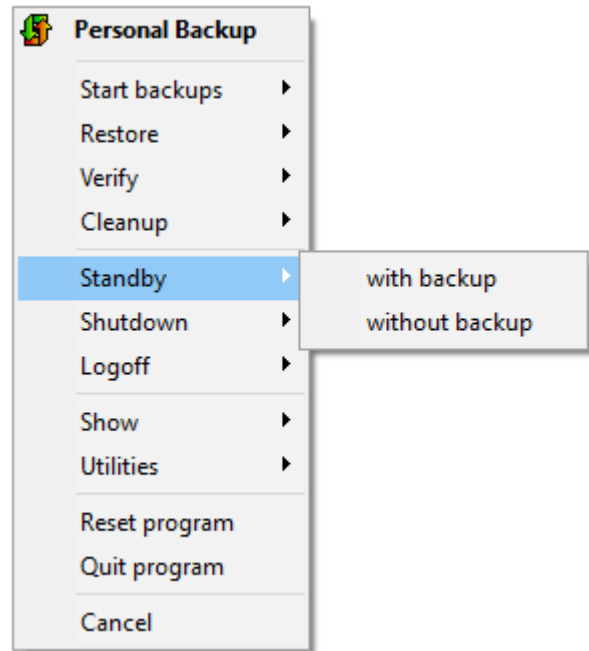 Personal Backup
Start backups
Restore
Verify
Cleanup
Standby
with backup
Shutdown
without backup
Logoff
Show
Utilities
Reset program
Quit program
Cancel